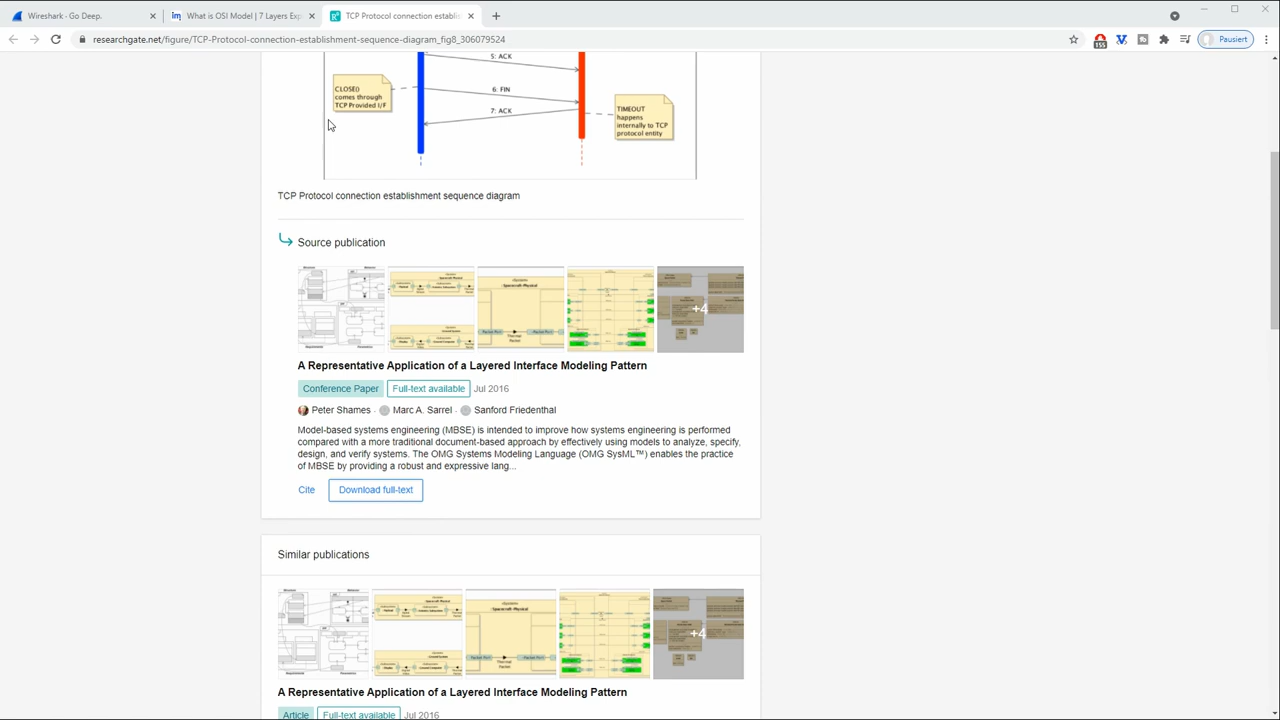 Wireshark · Go Deep.
What is OSI Model | 7 Layers Exp
TCP Protocol connection establis
researchgate.net/figure/TCP-Protocol-connection-establishment-sequence-diagram_fig8_306079524
155
Pausiert
5: ACK
CLOSED
comes through
TCP Provided I/F
6: FIN
7: ACK
TIMEOUT
happens
internally to TCP
protocol entity
TCP Protocol connection establishment sequence diagram
Source publication
+4
A Representative Application of a Layered Interface Modeling Pattern
Conference Paper Full-text available Jul 2016
Peter Shames · Marc A. Sarrel · Sanford Friedenthal
Model-based systems engineering (MBSE) is intended to improve how systems engineering is performed
compared with a more traditional document-based approach by effectively using models to analyze, specify,
design, and verify systems. The OMG Systems Modeling Language (OMG SysML™) enables the practice
of MBSE by providing a robust and expressive lang...
Cite Download full-text
Similar publications
+4
A Representative Application of a Layered Interface Modeling Pattern
Article Full-text available Jul 2016